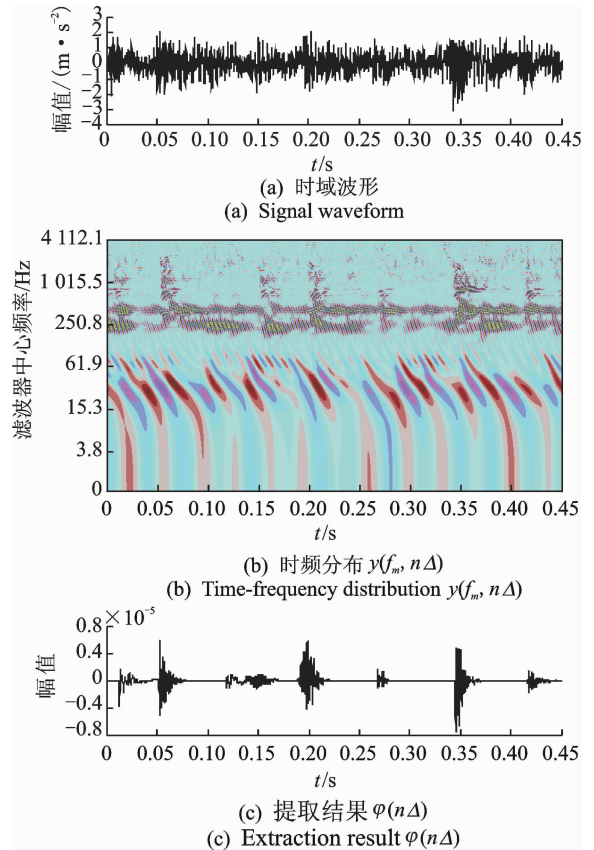 3
2
1
0
−1
−2
−3
−4
幅值/(m·s⁻²)
0 0.05 0.10 0.15 0.20 0.25 0.30 0.35 0.40 0.45
t/s
(a) 时域波形
(a) Signal waveform
4 112.1
1 015.5
250.8
61.9
15.3
3.8
0
滤波器中心频率/Hz
0 0.05 0.10 0.15 0.20 0.25 0.30 0.35 0.40 0.45
t/s
(b) 时频分布 y(fₘ, nΔ)
(b) Time-frequency distribution y(fₘ, nΔ)
×10⁻⁵
0.8
0.4
0
−0.4
−0.8
幅值
0 0.05 0.10 0.15 0.20 0.25 0.30 0.35 0.40 0.45
t/s
(c) 提取结果 φ(nΔ)
(c) Extraction result φ(nΔ)